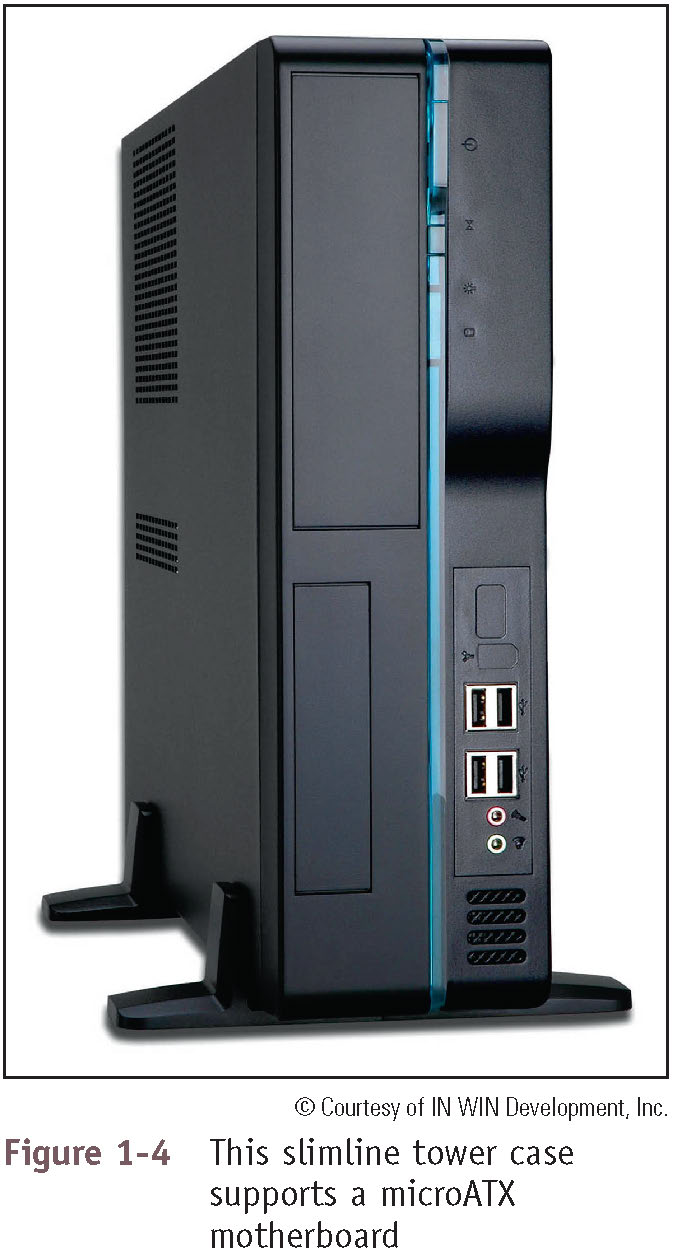 © Courtesy of IN WIN Development, Inc.
Figure 1-4 This slimline tower case
supports a microATX
motherboard